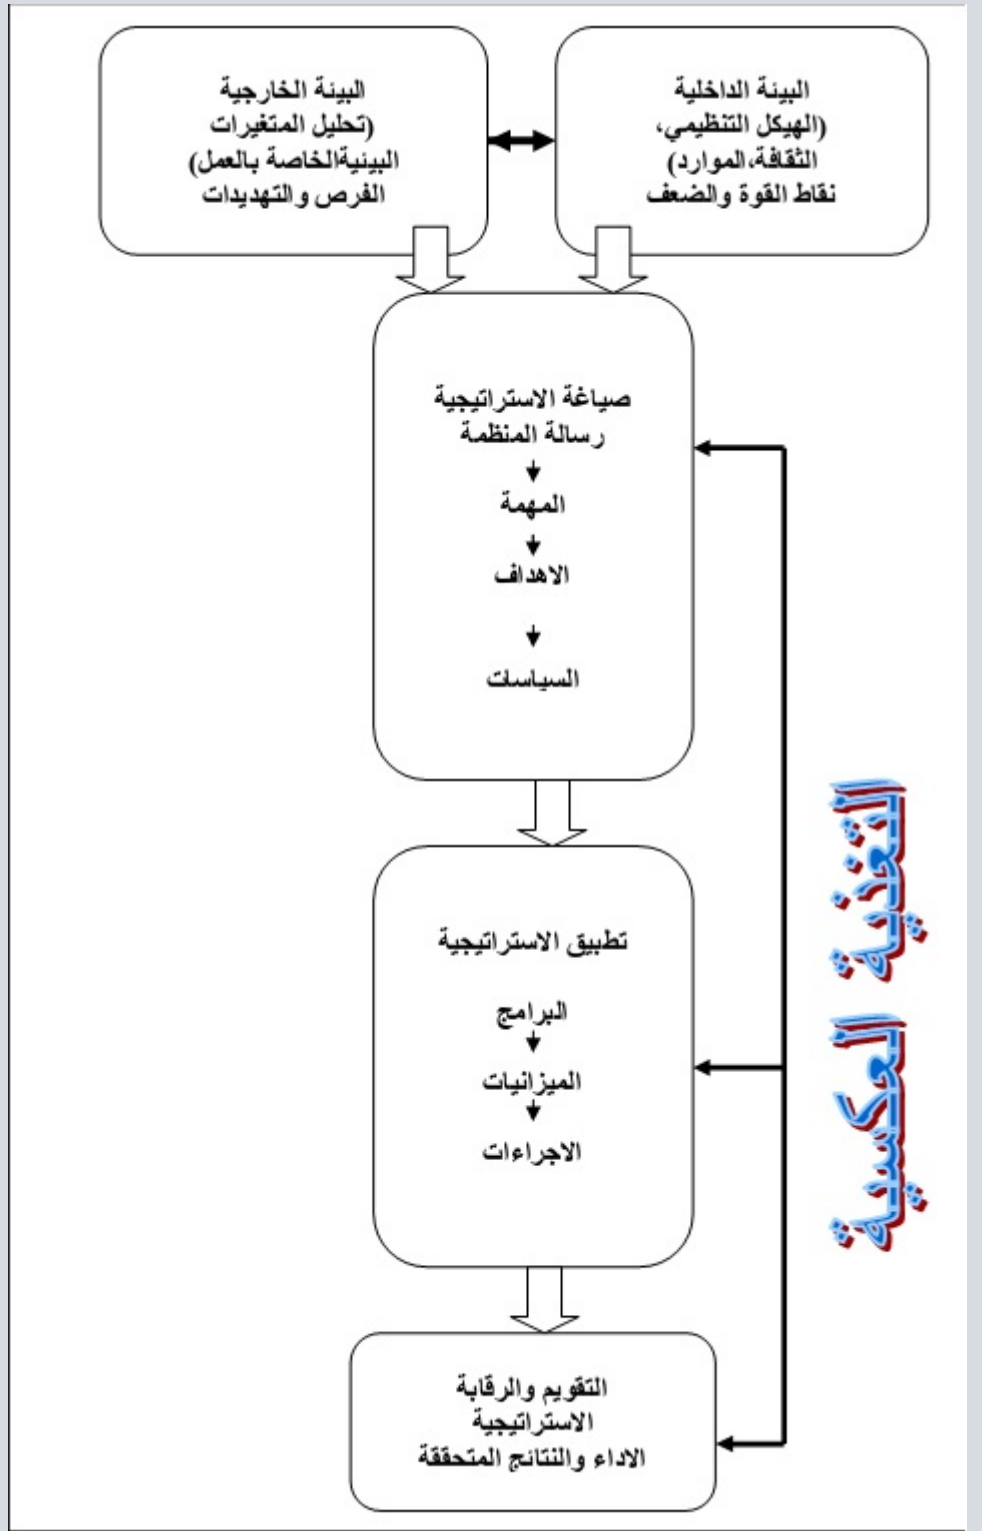 البيئة الداخلية
(الهيكل التنظيمي،
الثقافة،الموارد)
نقاط القوة والضعف
البيئة الخارجية
(تحليل المتغيرات
البيئيةالخاصة بالعمل)
الفرص والتهديدات
صياغة الاستراتيجية
رسالة المنظمة
المهمة
الاهداف
السياسات
تطبيق الاستراتيجية
البرامج
الميزانيات
الاجراءات
التقويم والرقابة
الاستراتيجية
الاداء والنتائج المتحققة
التغذية العكسية